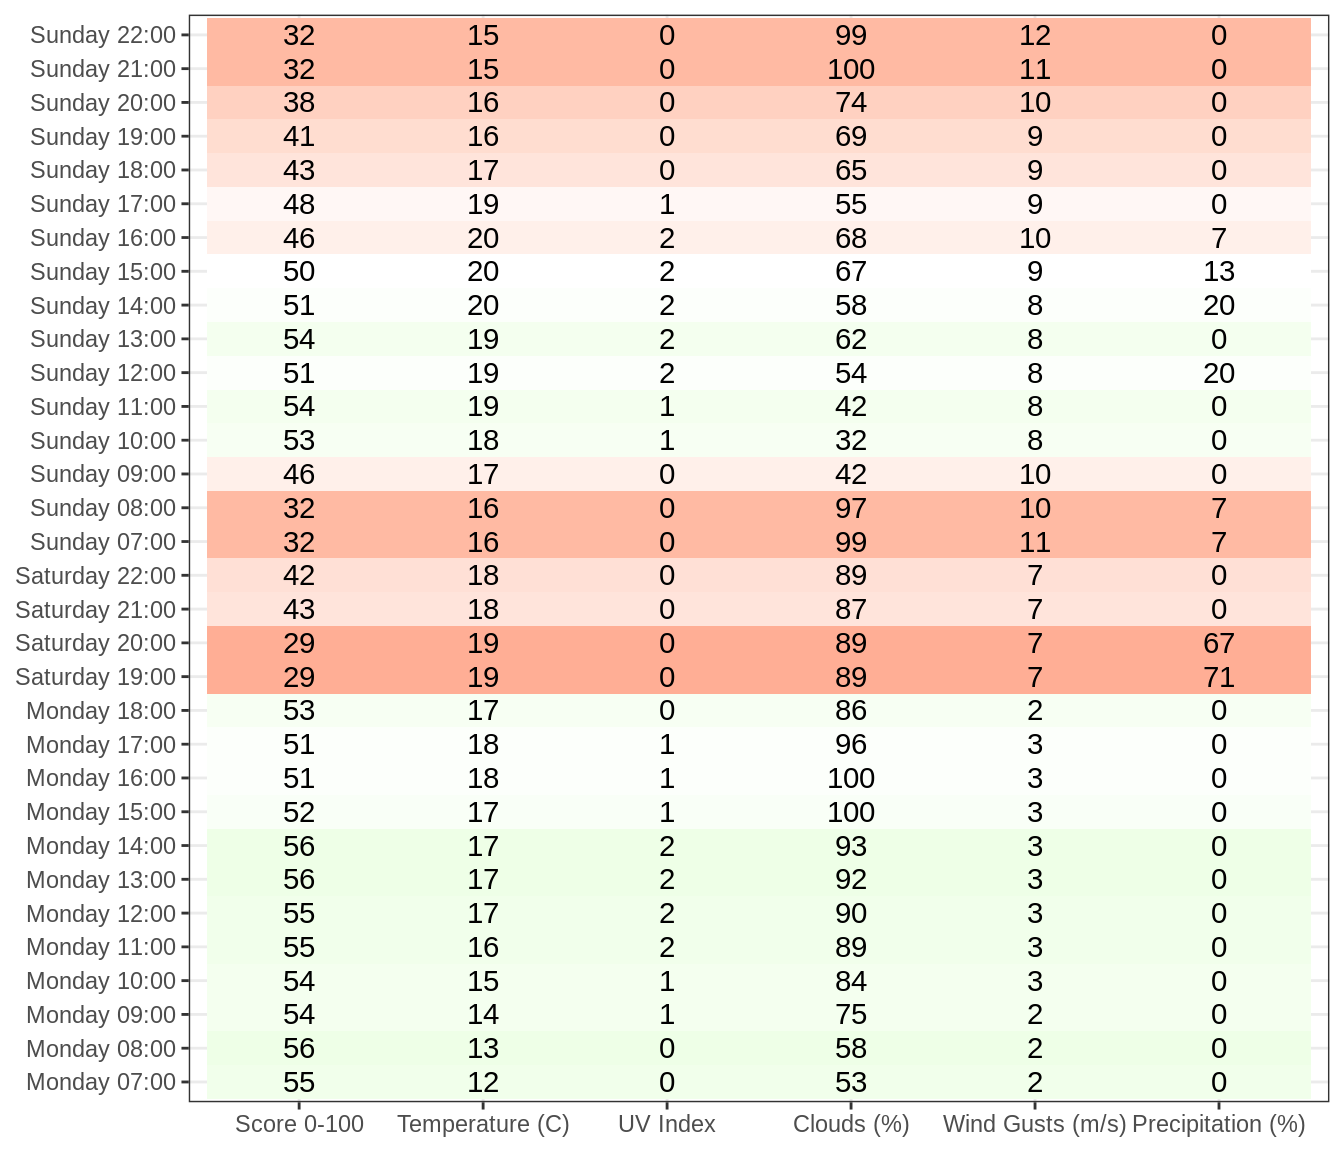 Sunday 22:00 32 15 0 99 12 0
Sunday 21:00 32 15 0 100 11 0
Sunday 20:00 38 16 0 74 10 0
Sunday 19:00 41 16 0 69 9 0
Sunday 18:00 43 17 0 65 9 0
Sunday 17:00 48 19 1 55 9 0
Sunday 16:00 46 20 2 68 10 7
Sunday 15:00 50 20 2 67 9 13
Sunday 14:00 51 20 2 58 8 20
Sunday 13:00 54 19 2 62 8 0
Sunday 12:00 51 19 2 54 8 20
Sunday 11:00 54 19 1 42 8 0
Sunday 10:00 53 18 1 32 8 0
Sunday 09:00 46 17 0 42 10 0
Sunday 08:00 32 16 0 97 10 7
Sunday 07:00 32 16 0 99 11 7
Saturday 22:00 42 18 0 89 7 0
Saturday 21:00 43 18 0 87 7 0
Saturday 20:00 29 19 0 89 7 67
Saturday 19:00 29 19 0 89 7 71
Monday 18:00 53 17 0 86 2 0
Monday 17:00 51 18 1 96 3 0
Monday 16:00 51 18 1 100 3 0
Monday 15:00 52 17 1 100 3 0
Monday 14:00 56 17 2 93 3 0
Monday 13:00 56 17 2 92 3 0
Monday 12:00 55 17 2 90 3 0
Monday 11:00 55 16 2 89 3 0
Monday 10:00 54 15 1 84 3 0
Monday 09:00 54 14 1 75 2 0
Monday 08:00 56 13 0 58 2 0
Monday 07:00 55 12 0 53 2 0
Score 0-100 Temperature (C) UV Index Clouds (%) Wind Gusts (m/s) Precipitation (%)